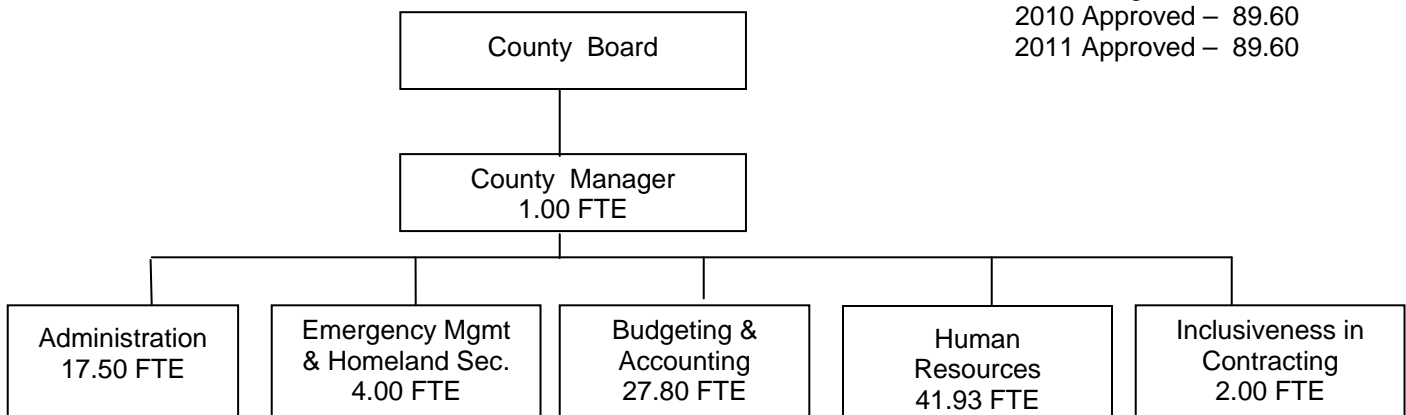 2010 Approved – 89.60
2011 Approved – 89.60
County Board
County Manager
1.00 FTE
Administration
17.50 FTE
Emergency Mgmt
& Homeland Sec.
4.00 FTE
Budgeting &
Accounting
27.80 FTE
Human
Resources
41.93 FTE
Inclusiveness in
Contracting
2.00 FTE